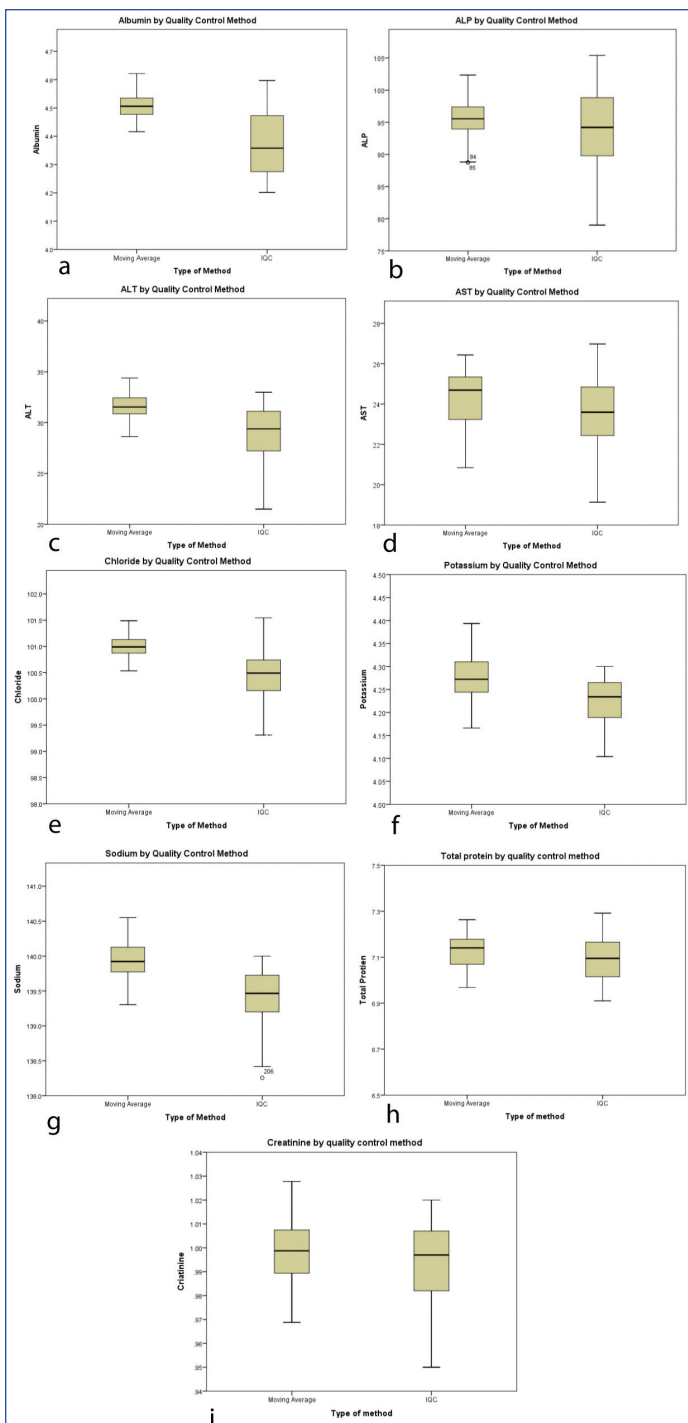 Albumin by Quality Control Method
4.7
4.6
4.5
4.4
4.3
4.2
4.1
4.0
Albumin
Moving Average
IQC
Type of Method
a
ALP by Quality Control Method
105
100
95
90
85
80
75
ALP
84
85
Moving Average
IQC
Type of Method
b
ALT by Quality Control Method
40
35
30
25
20
ALT
Moving Average
IQC
Type of Method
c
AST by Quality Control Method
28
26
24
22
20
18
AST
Moving Average
IQC
Type of Method
d
Chloride by Quality Control Method
102.0
101.5
101.0
100.5
100.0
99.5
99.0
98.5
98.0
Chloride
Moving Average
IQC
Type of Method
e
Potassium by Quality Control Method
4.50
4.45
4.40
4.35
4.30
4.25
4.20
4.15
4.10
4.05
4.00
Potassium
Moving Average
IQC
Type of Method
f
Sodium by Quality Control Method
141.0
140.5
140.0
139.5
139.0
138.5
138.0
Sodium
206
Moving Average
IQC
Type of Method
g
Total protein by quality control method
7.5
7.3
7.1
6.9
6.7
6.5
Total Protien
Moving Average
IQC
Type of method
h
Creatinine by quality control method
1.04
1.03
1.02
1.01
1.00
.99
.98
.97
.96
.95
.94
Criatinine
Moving Average
IQC
Type of method
i